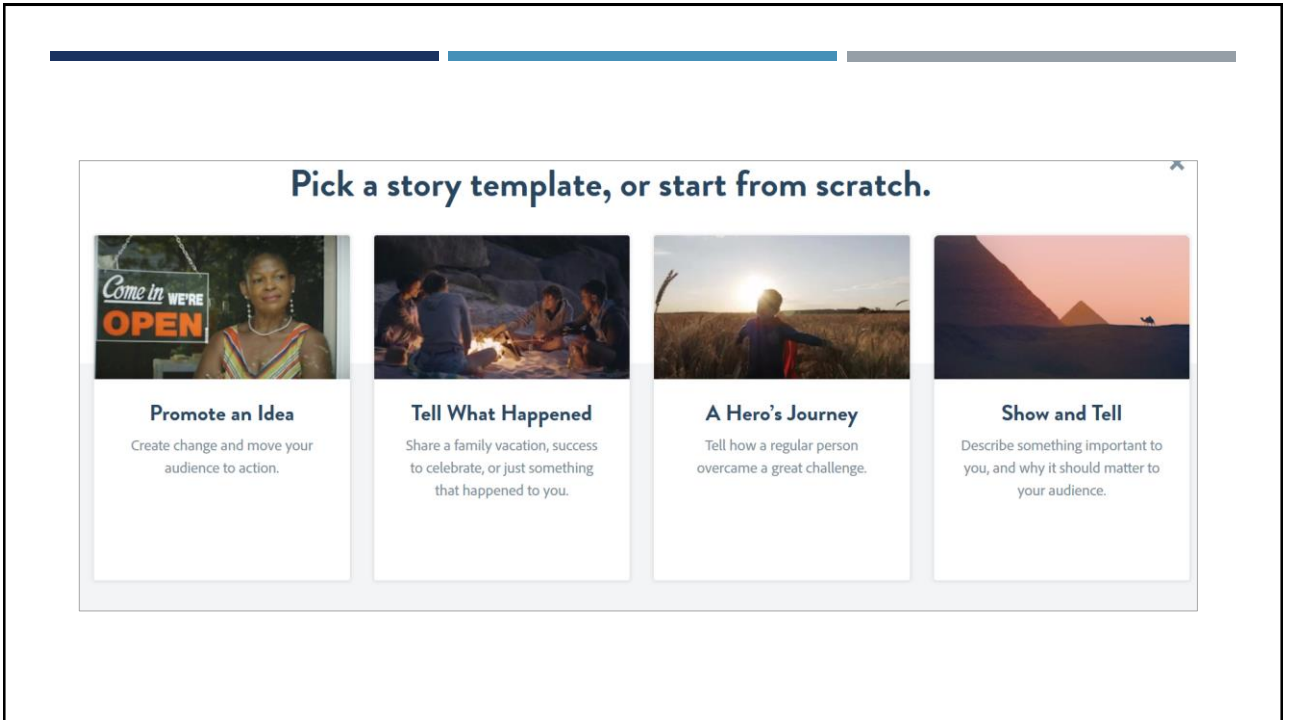 Pick a story template, or start from scratch.
Come in WE'RE
OPEN
Promote an Idea
Create change and move your
audience to action.
Tell What Happened
Share a family vacation, success
to celebrate, or just something
that happened to you.
A Hero's Journey
Tell how a regular person
overcame a great challenge.
Show and Tell
Describe something important to
you, and why it should matter to
your audience.